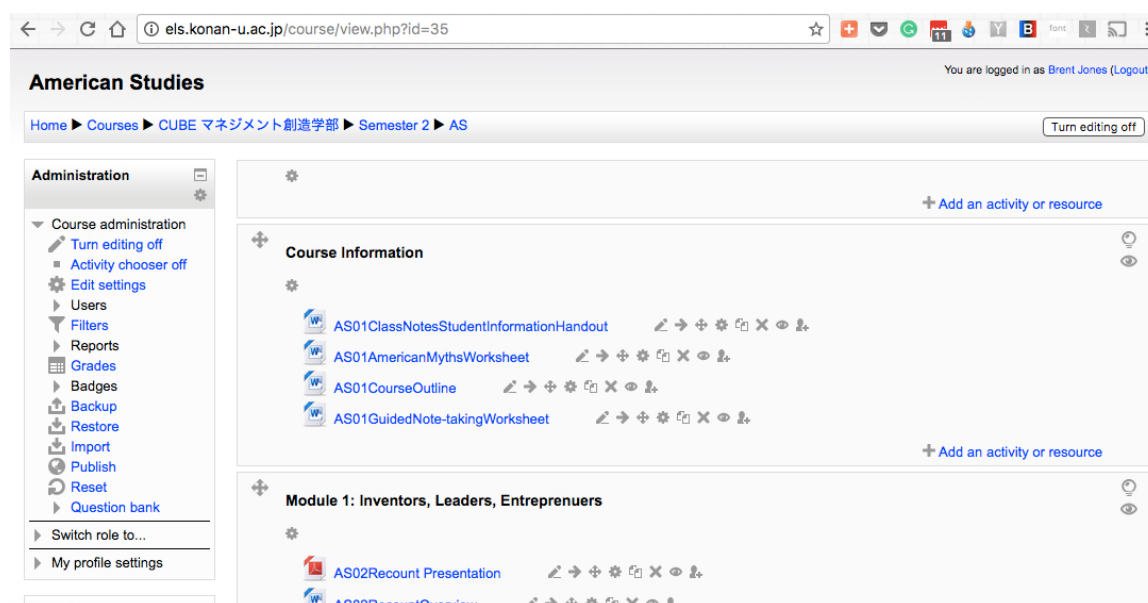 els.konan-u.ac.jp/course/view.php?id=35
11
Y
B
font
American Studies
You are logged in as Brent Jones (Logout
Home ► Courses ► CUBE マネジメント創造学部 ► Semester 2 ► AS
Turn editing off
Administration
Course administration
Turn editing off
Activity chooser off
Edit settings
Users
Filters
Reports
Grades
Badges
Backup
Restore
Import
Publish
Reset
Question bank
Switch role to...
My profile settings
Add an activity or resource
Course Information
AS01ClassNotesStudentInformationHandout
AS01AmericanMythsWorksheet
AS01CourseOutline
AS01GuidedNote-takingWorksheet
Add an activity or resource
Module 1: Inventors, Leaders, Entreprenuers
AS02Recount Presentation
AS02RecountOverview